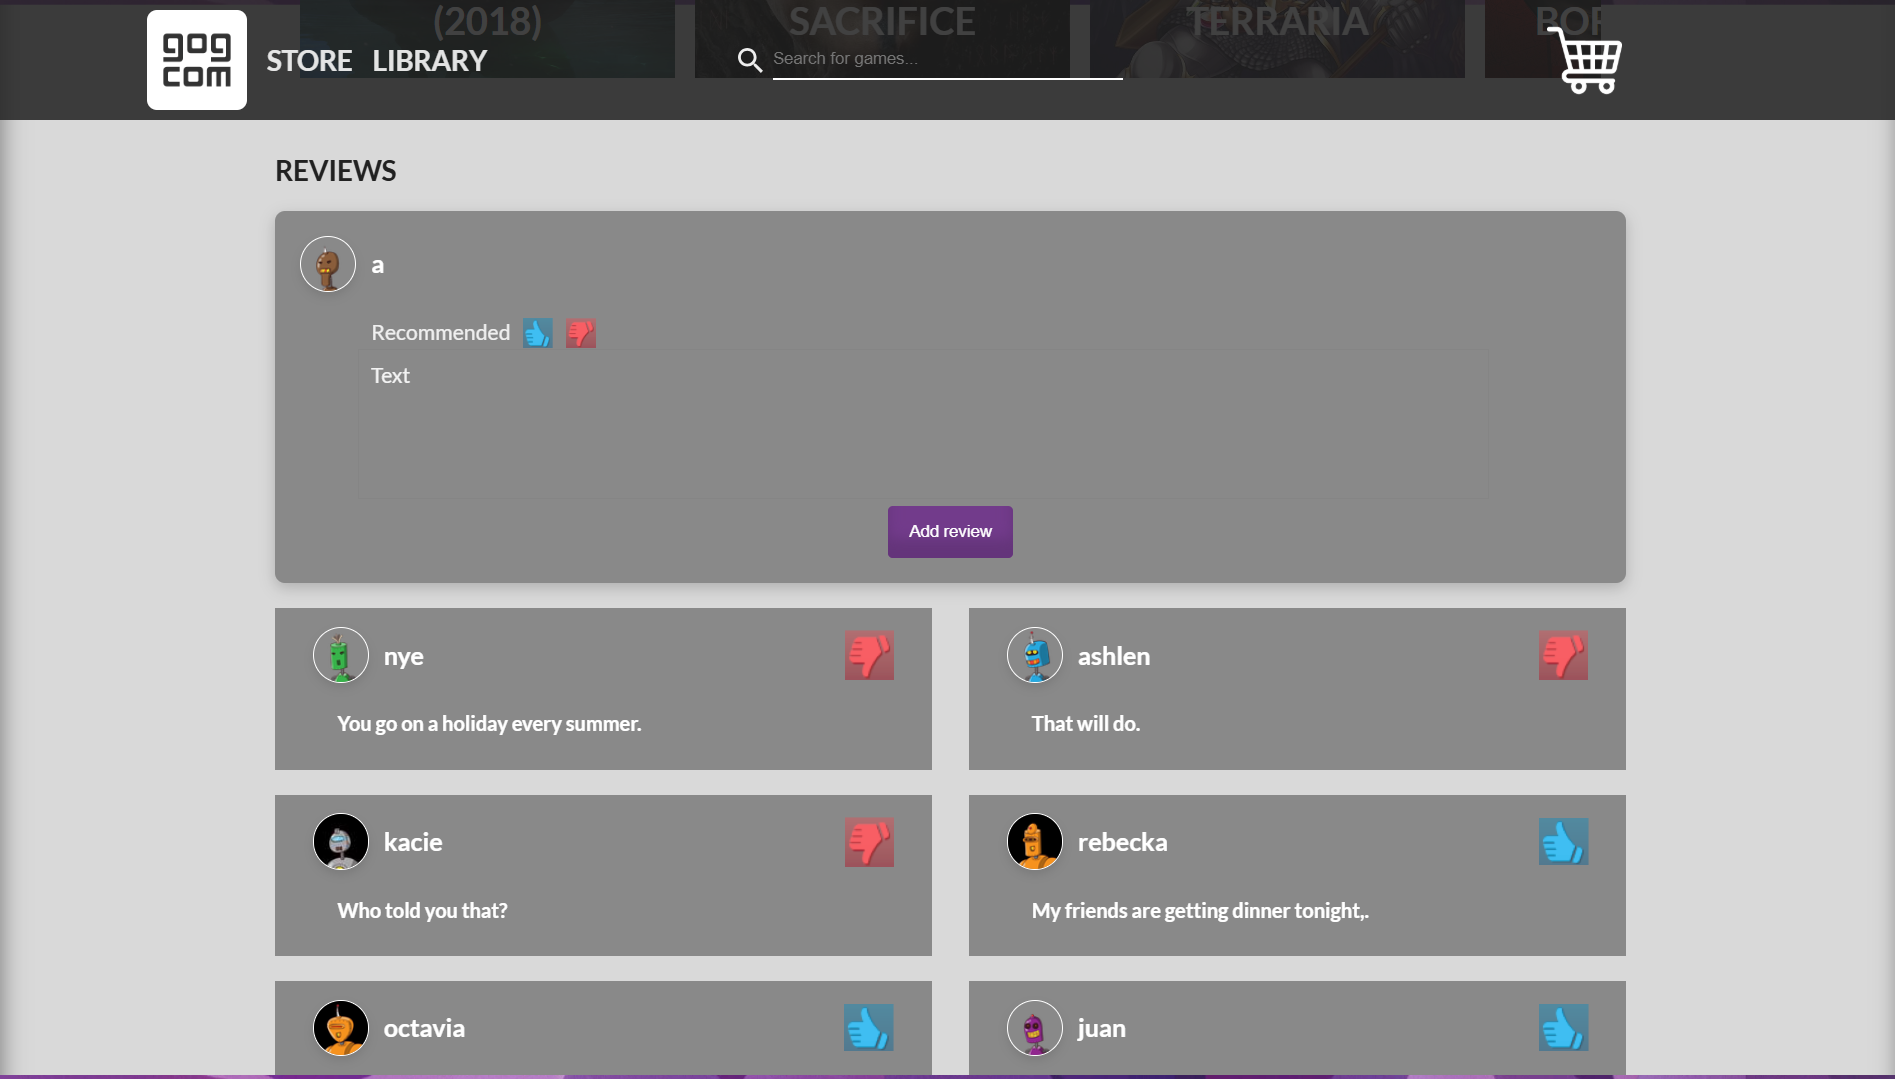 (2018)
SACRIFICE
TERRARIA
gog
com
STORE LIBRARY
Search for games...
REVIEWS
a
Recommended
Text
Add review
nye
ashlen
You go on a holiday every summer.
That will do.
kacie
rebecka
Who told you that?
My friends are getting dinner tonight,.
octavia
juan